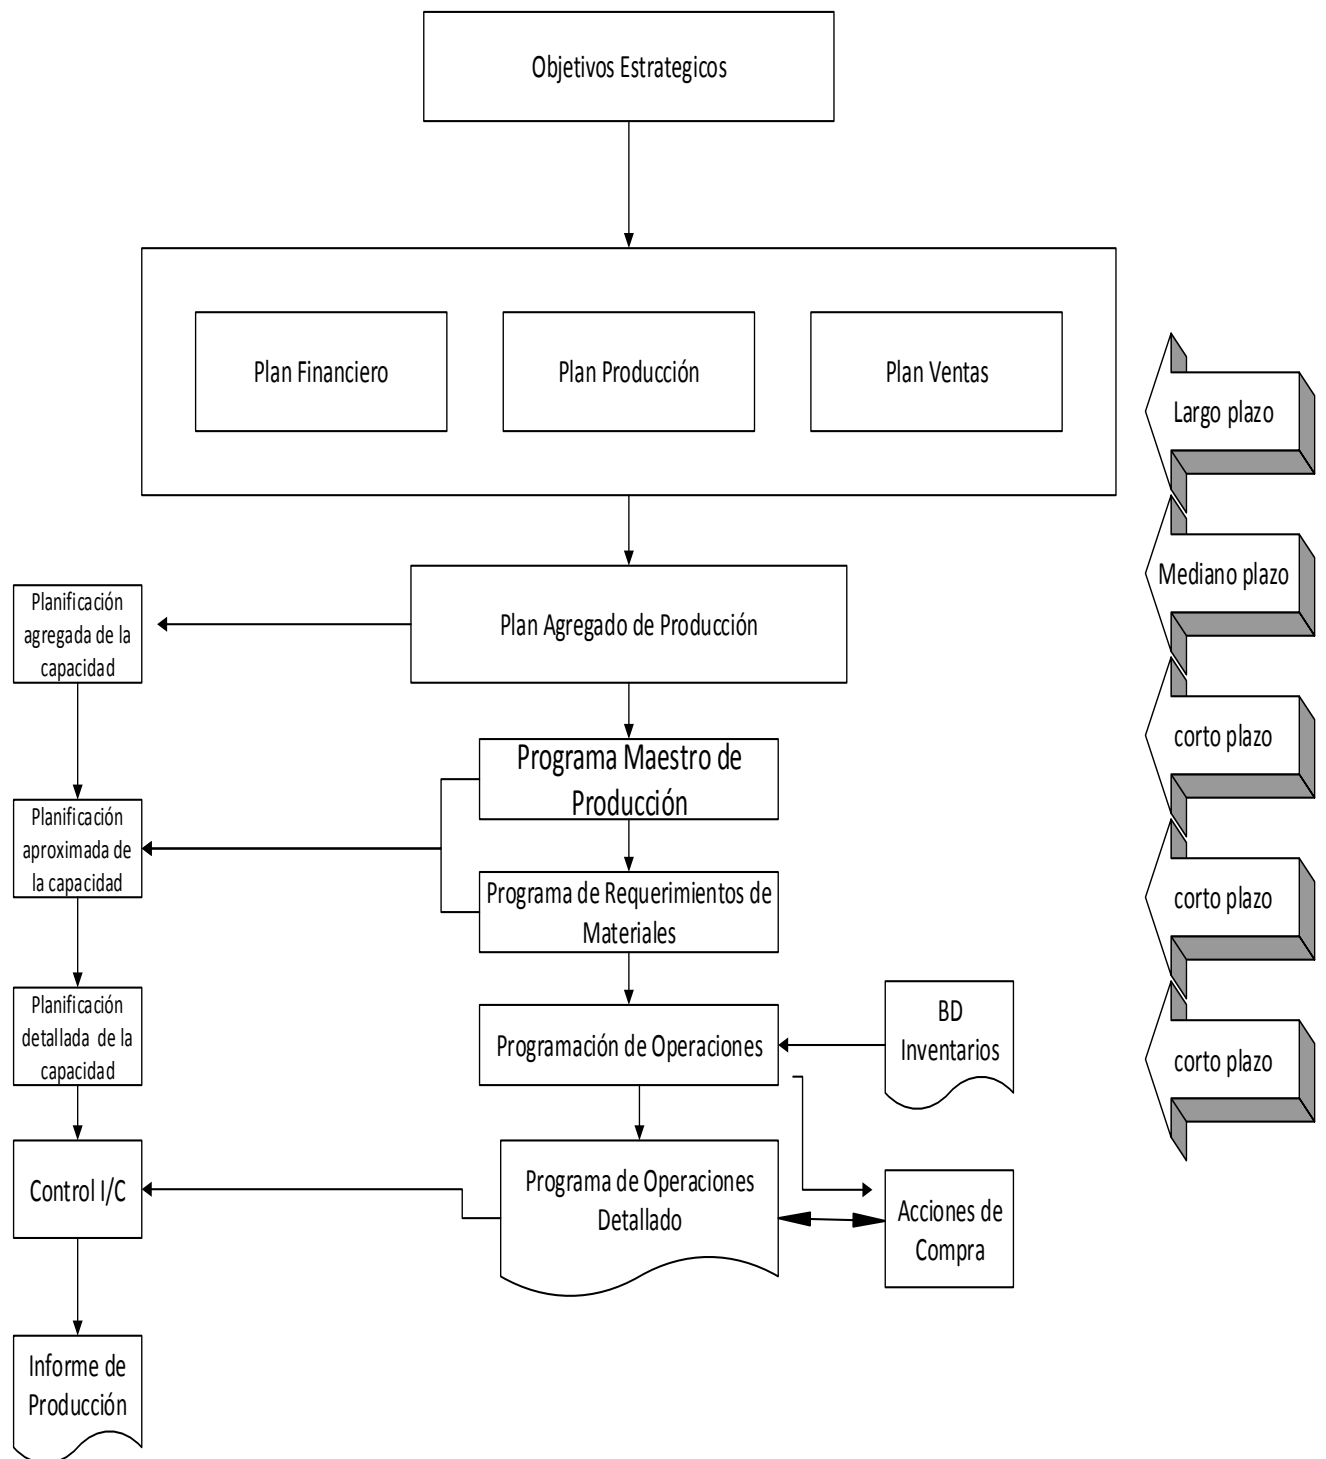 Objetivos Estrategicos
Plan Financiero
Plan Producción
Plan Ventas
Largo plazo
Mediano plazo
Planificación
agregada de la
capacidad
Plan Agregado de Producción
corto plazo
Programa Maestro de
Producción
Planificación
aproximada de
la capacidad
Programa de Requerimientos de
Materiales
corto plazo
Planificación
detallada de la
capacidad
Programación de Operaciones
BD
Inventarios
corto plazo
Control I/C
Programa de Operaciones
Detallado
Acciones de
Compra
Informe de
Producción